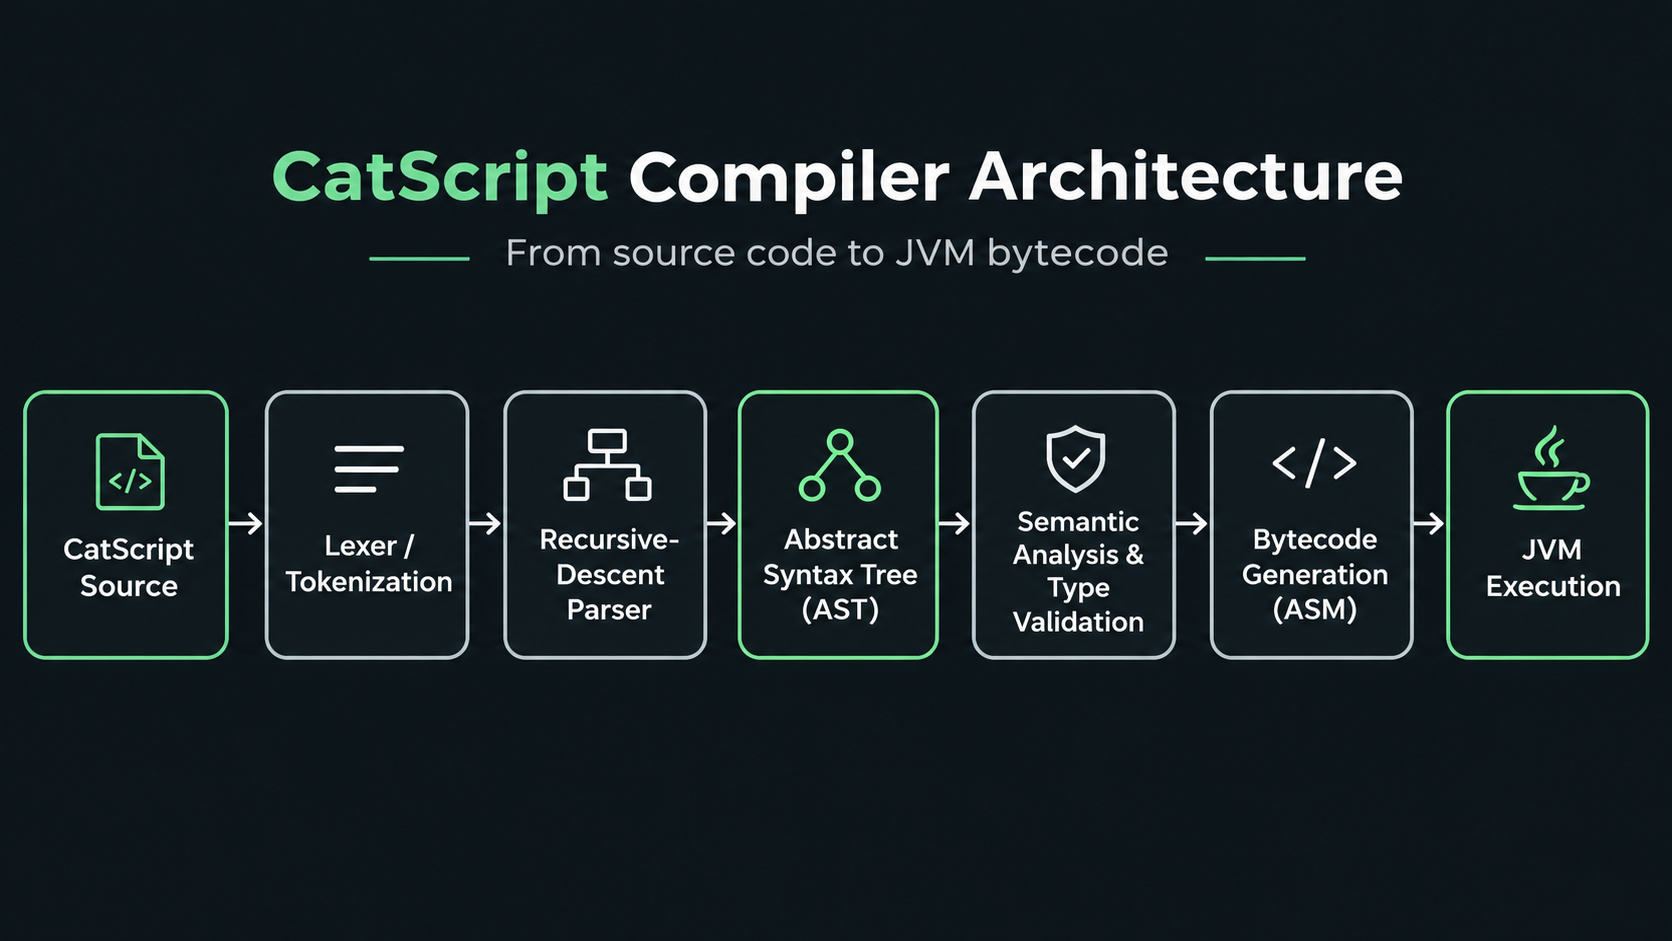 CatScript Compiler Architecture
From source code to JVM bytecode
</>
CatScript
Source
Lexer /
Tokenization
Recursive-
Descent
Parser
Abstract
Syntax Tree
(AST)
Semantic
Analysis &
Type
Validation
</>
Bytecode
Generation
(ASM)
JVM
Execution